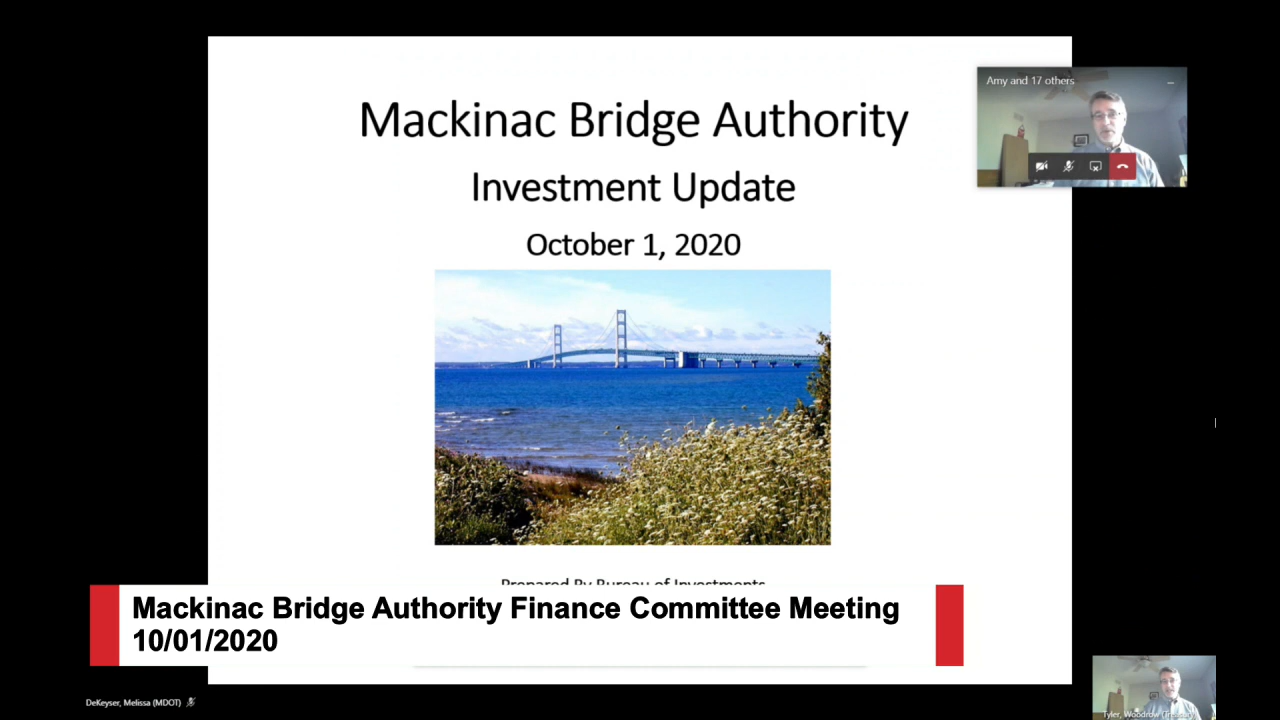 Mackinac Bridge Authority
Investment Update
October 1, 2020
Amy and 17 others
Prepared By Bureau of Investments
Mackinac Bridge Authority Finance Committee Meeting
10/01/2020
DeKeyser, Melissa (MDOT)
Tyler, Woodrow